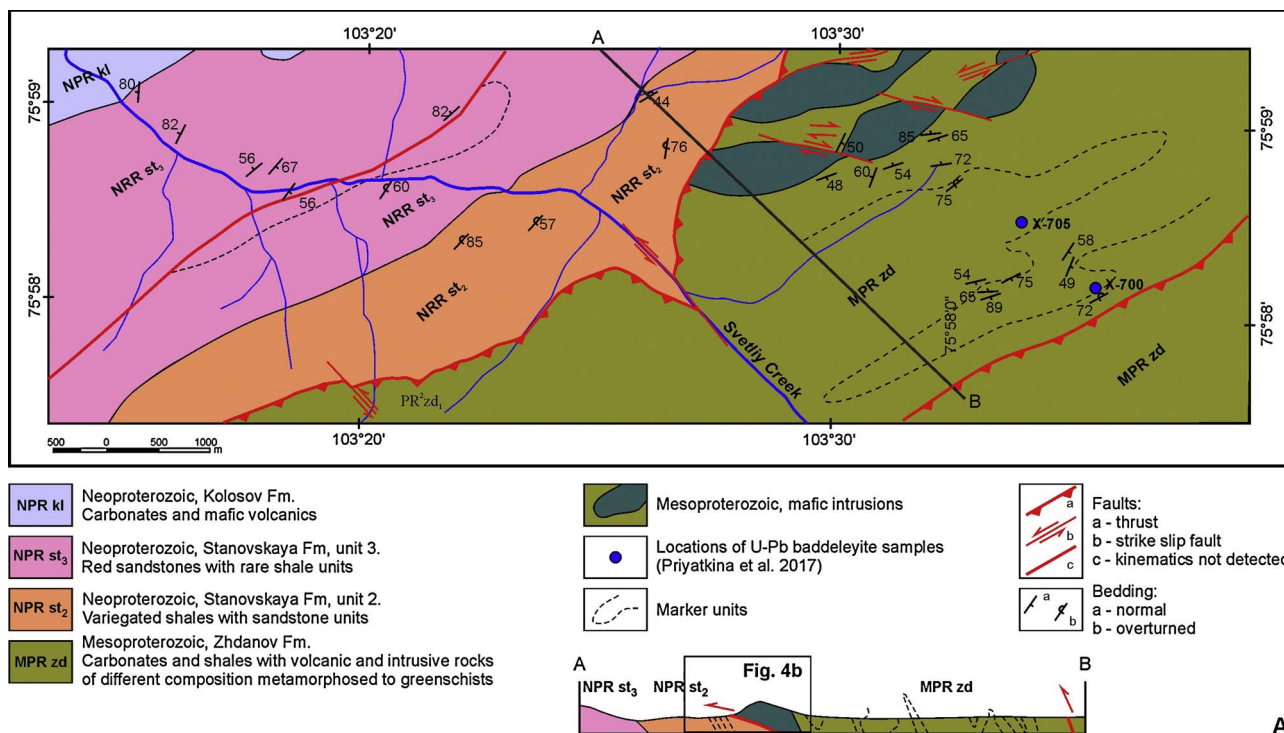 103°20'
A
103°30'
NPR kl
75°59'
80
82
82
44
76
NRR st3
56
67
56
60
NRR st3
NRR st2
85
57
NRR st2
75°58'
50
85
65
75°59'
48
60
54
72
75
X-705
58
MPR zd
54
75
49
X-700
65
89
72
75°58'0"
75°58'
MPR zd
Svetliy Creek
PR²zd₁
B
500 0 500 1000
m
103°20'
103°30'
NPR kl
Neoproterozoic, Kolosov Fm.
Carbonates and mafic volcanics
NPR st3
Neoproterozoic, Stanovskaya Fm, unit 3.
Red sandstones with rare shale units
NPR st2
Neoproterozoic, Stanovskaya Fm, unit 2.
Variegated shales with sandstone units
MPR zd
Mesoproterozoic, Zhdanov Fm.
Carbonates and shales with volcanic and intrusive rocks
of different composition metamorphosed to greenschists
Mesoproterozoic, mafic intrusions
Locations of U-Pb baddeleyite samples
(Priyatkina et al. 2017)
Marker units
a
b
c
Faults:
a - thrust
b - strike slip fault
c - kinematics not detected
a
b
Bedding:
a - normal
b - overturned
A
Fig. 4b
B
NPR st3
NPR st2
MPR zd
A